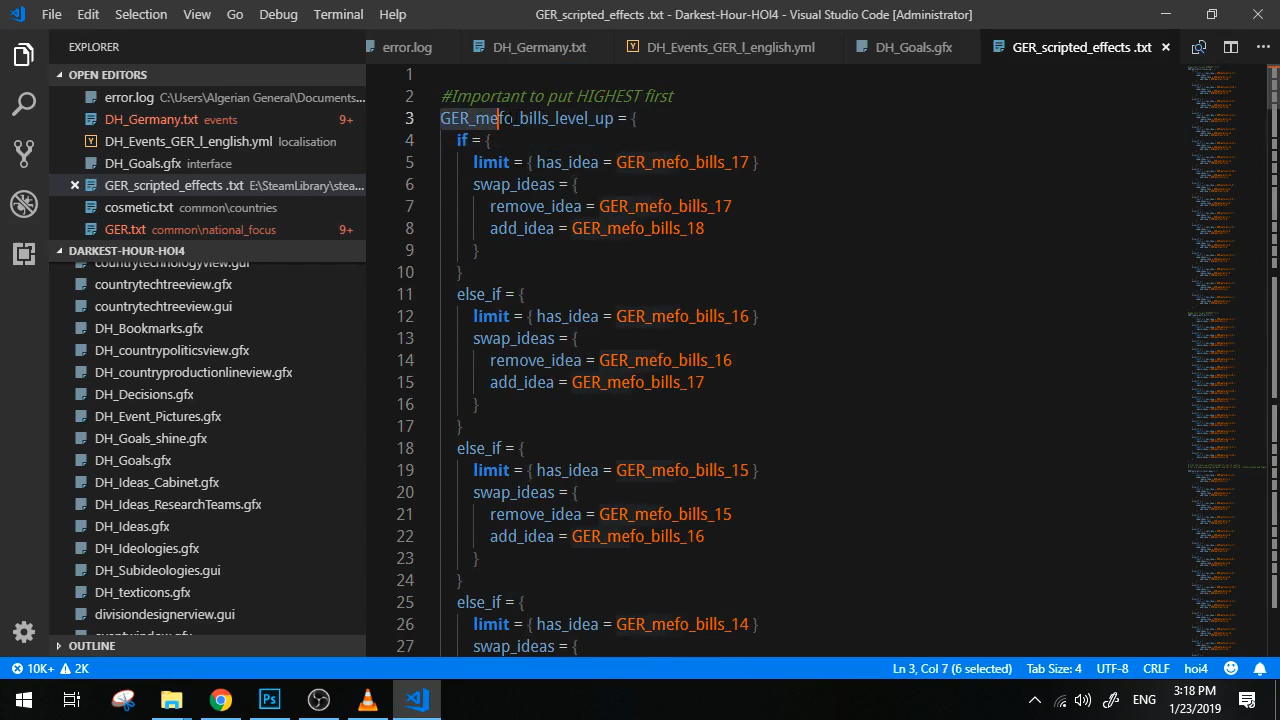 File Edit Selection View Go Debug Terminal Help
GER_scripted_effects .txt - Darkest-Hour-HOI4 - Visual Studio Code [Administrator]
EXPLORER
error.log
DH_Germany.txt
DH_Events_GER_l_english.yml
DH_Goals.gfx
GER_scripted_effects .txt
OPEN EDITORS
error.log C:\Users\Algerian General\Docum...
DH_Germany.txt events 9+
DH_Events_GER_l_english.yml localisation
DH_Goals.gfx interface
GER_scripted_effects .txt E:\SteamLibrary\stea...
cosmetic.txt common\countries
GER.txt common\national_focus 9+
DARKEST-HOUR-HOI4
countrytechnologyview.gui
countrytechtreeview.gfx
countrytechtreeview.gui
DH_Bookmarks.gfx
DH_countrypoliticsview.gfx
DH_countryproductionlineview.gfx
DH_Decisions.gfx
DH_Event_Pictures.gfx
DH_Goals_shine.gfx
DH_Goals.gfx
DH_Ideas_Cabinet.gfx
DH_Ideas_ResearchTeams.gfx
DH_Ideas.gfx
DH_Ideologies.gfx
DH_Subideologies.gui
DH_texticons.gfx
divisiondesignerview.gui
eventwindow.gfx
OUTLINE
1
2 #Important to put HIGHEST first
3 GER_mefo_bills_level_up = {
4 if = {
5 limit = { has_idea = GER_mefo_bills_17 }
6 swap_ideas = {
7 remove_idea = GER_mefo_bills_17
8 add_idea = GER_mefo_bills_18
9 }
10 }
11 else_if = {
12 limit = { has_idea = GER_mefo_bills_16 }
13 swap_ideas = {
14 remove_idea = GER_mefo_bills_16
15 add_idea = GER_mefo_bills_17
16 }
17 }
18 else_if = {
19 limit = { has_idea = GER_mefo_bills_15 }
20 swap_ideas = {
21 remove_idea = GER_mefo_bills_15
22 add_idea = GER_mefo_bills_16
23 }
24 }
25 else_if = {
26 limit = { has_idea = GER_mefo_bills_14 }
27 swap_ideas = {
10K+ 2K
Ln 3, Col 7 (6 selected) Tab Size: 4 UTF-8 CRLF hoi4
Ps
ENG
3:18 PM
1/23/2019